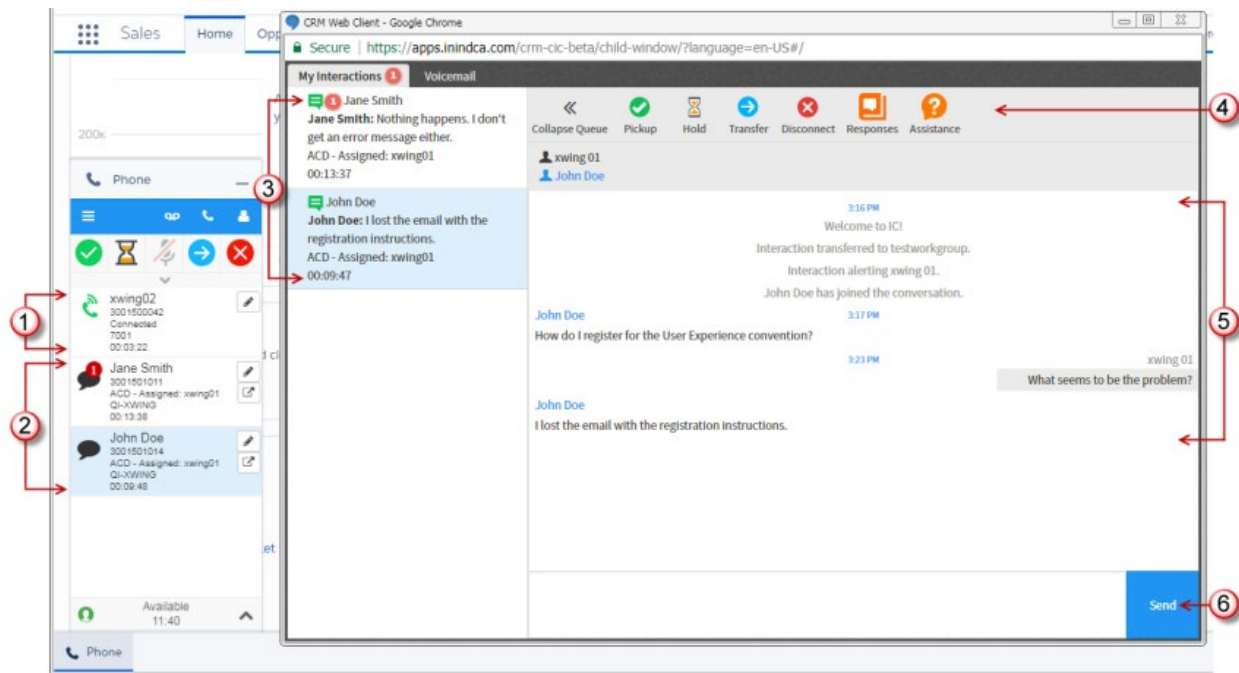 CRM Web Client - Google Chrome
Sales Home Opp
Secure | https://apps.inindca.com/crm-cic-beta/child-window/?language=en-US#/
My Interactions 1 Voicemail
1 Jane Smith
Jane Smith: Nothing happens. I don't
get an error message either.
ACD - Assigned: xwing01
00:13:37
John Doe
John Doe: I lost the email with the
registration instructions.
ACD - Assigned: xwing01
00:09:47
3
Collapse Queue Pickup Hold Transfer Disconnect Responses Assistance
4
xwing 01
John Doe
3:16 PM
Welcome to IC!
Interaction transferred to testworkgroup.
Interaction alerting xwing 01.
John Doe has joined the conversation.
John Doe 3:17 PM
How do I register for the User Experience convention?
3:23 PM xwing 01
What seems to be the problem?
John Doe
I lost the email with the registration instructions.
5
Send
6
200K
Phone
xwing02
3001500042
Connected
7001
00:03:22
1
1
Jane Smith
3001501011
ACD - Assigned: xwing01
QI-XWING
00:13:38
2
John Doe
3001501014
ACD - Assigned: xwing01
QI-XWING
00:09:48
d cli
et
Available
11:40
Phone